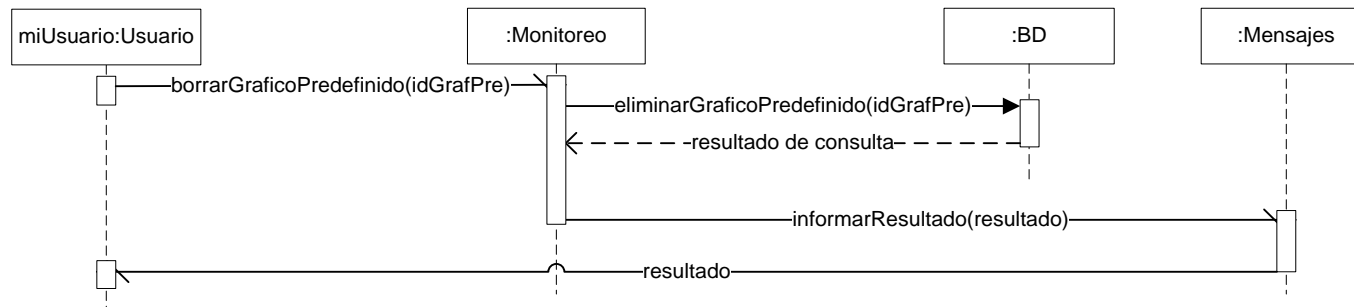 miUsuario:Usuario
:Monitoreo
:BD
:Mensajes
borrarGraficoPredefinido(idGrafPre)
eliminarGraficoPredefinido(idGrafPre)
resultado de consulta
informarResultado(resultado)
resultado